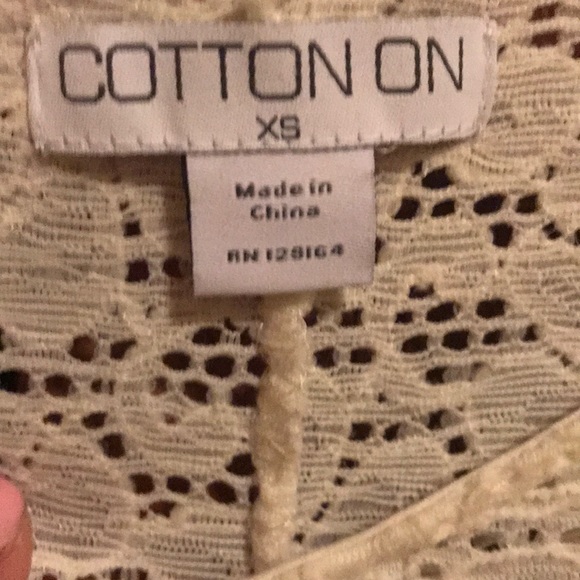 COTTON ON
XS
Made in
China
RN 128164